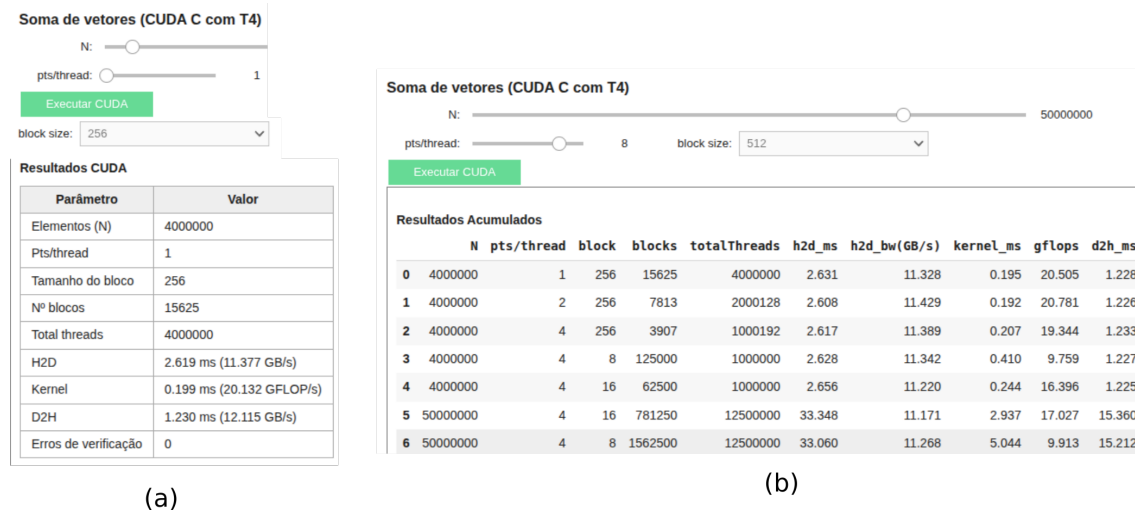 Soma de vetores (CUDA C com T4)
N:
pts/thread: 1
Executar CUDA
block size: 256
Resultados CUDA
Parâmetro Valor
Elementos (N) 4000000
Pts/thread 1
Tamanho do bloco 256
Nº blocos 15625
Total threads 4000000
H2D 2.619 ms (11.377 GB/s)
Kernel 0.199 ms (20.132 GFLOP/s)
D2H 1.230 ms (12.115 GB/s)
Erros de verificação 0
(a)
Soma de vetores (CUDA C com T4)
N: 50000000
pts/thread: 8 block size: 512
Executar CUDA
Resultados Acumulados
N pts/thread block blocks totalThreads h2d_ms h2d_bw(GB/s) kernel_ms gflops d2h_ms
0 4000000 1 256 15625 4000000 2.631 11.328 0.195 20.505 1.228
1 4000000 2 256 7813 2000128 2.608 11.429 0.192 20.781 1.226
2 4000000 4 256 3907 1000192 2.617 11.389 0.207 19.344 1.233
3 4000000 4 8 125000 1000000 2.628 11.342 0.410 9.759 1.227
4 4000000 4 16 62500 1000000 2.656 11.220 0.244 16.396 1.225
5 50000000 4 16 781250 12500000 33.348 11.171 2.937 17.027 15.360
6 50000000 4 8 1562500 12500000 33.060 11.268 5.044 9.913 15.212
(b)